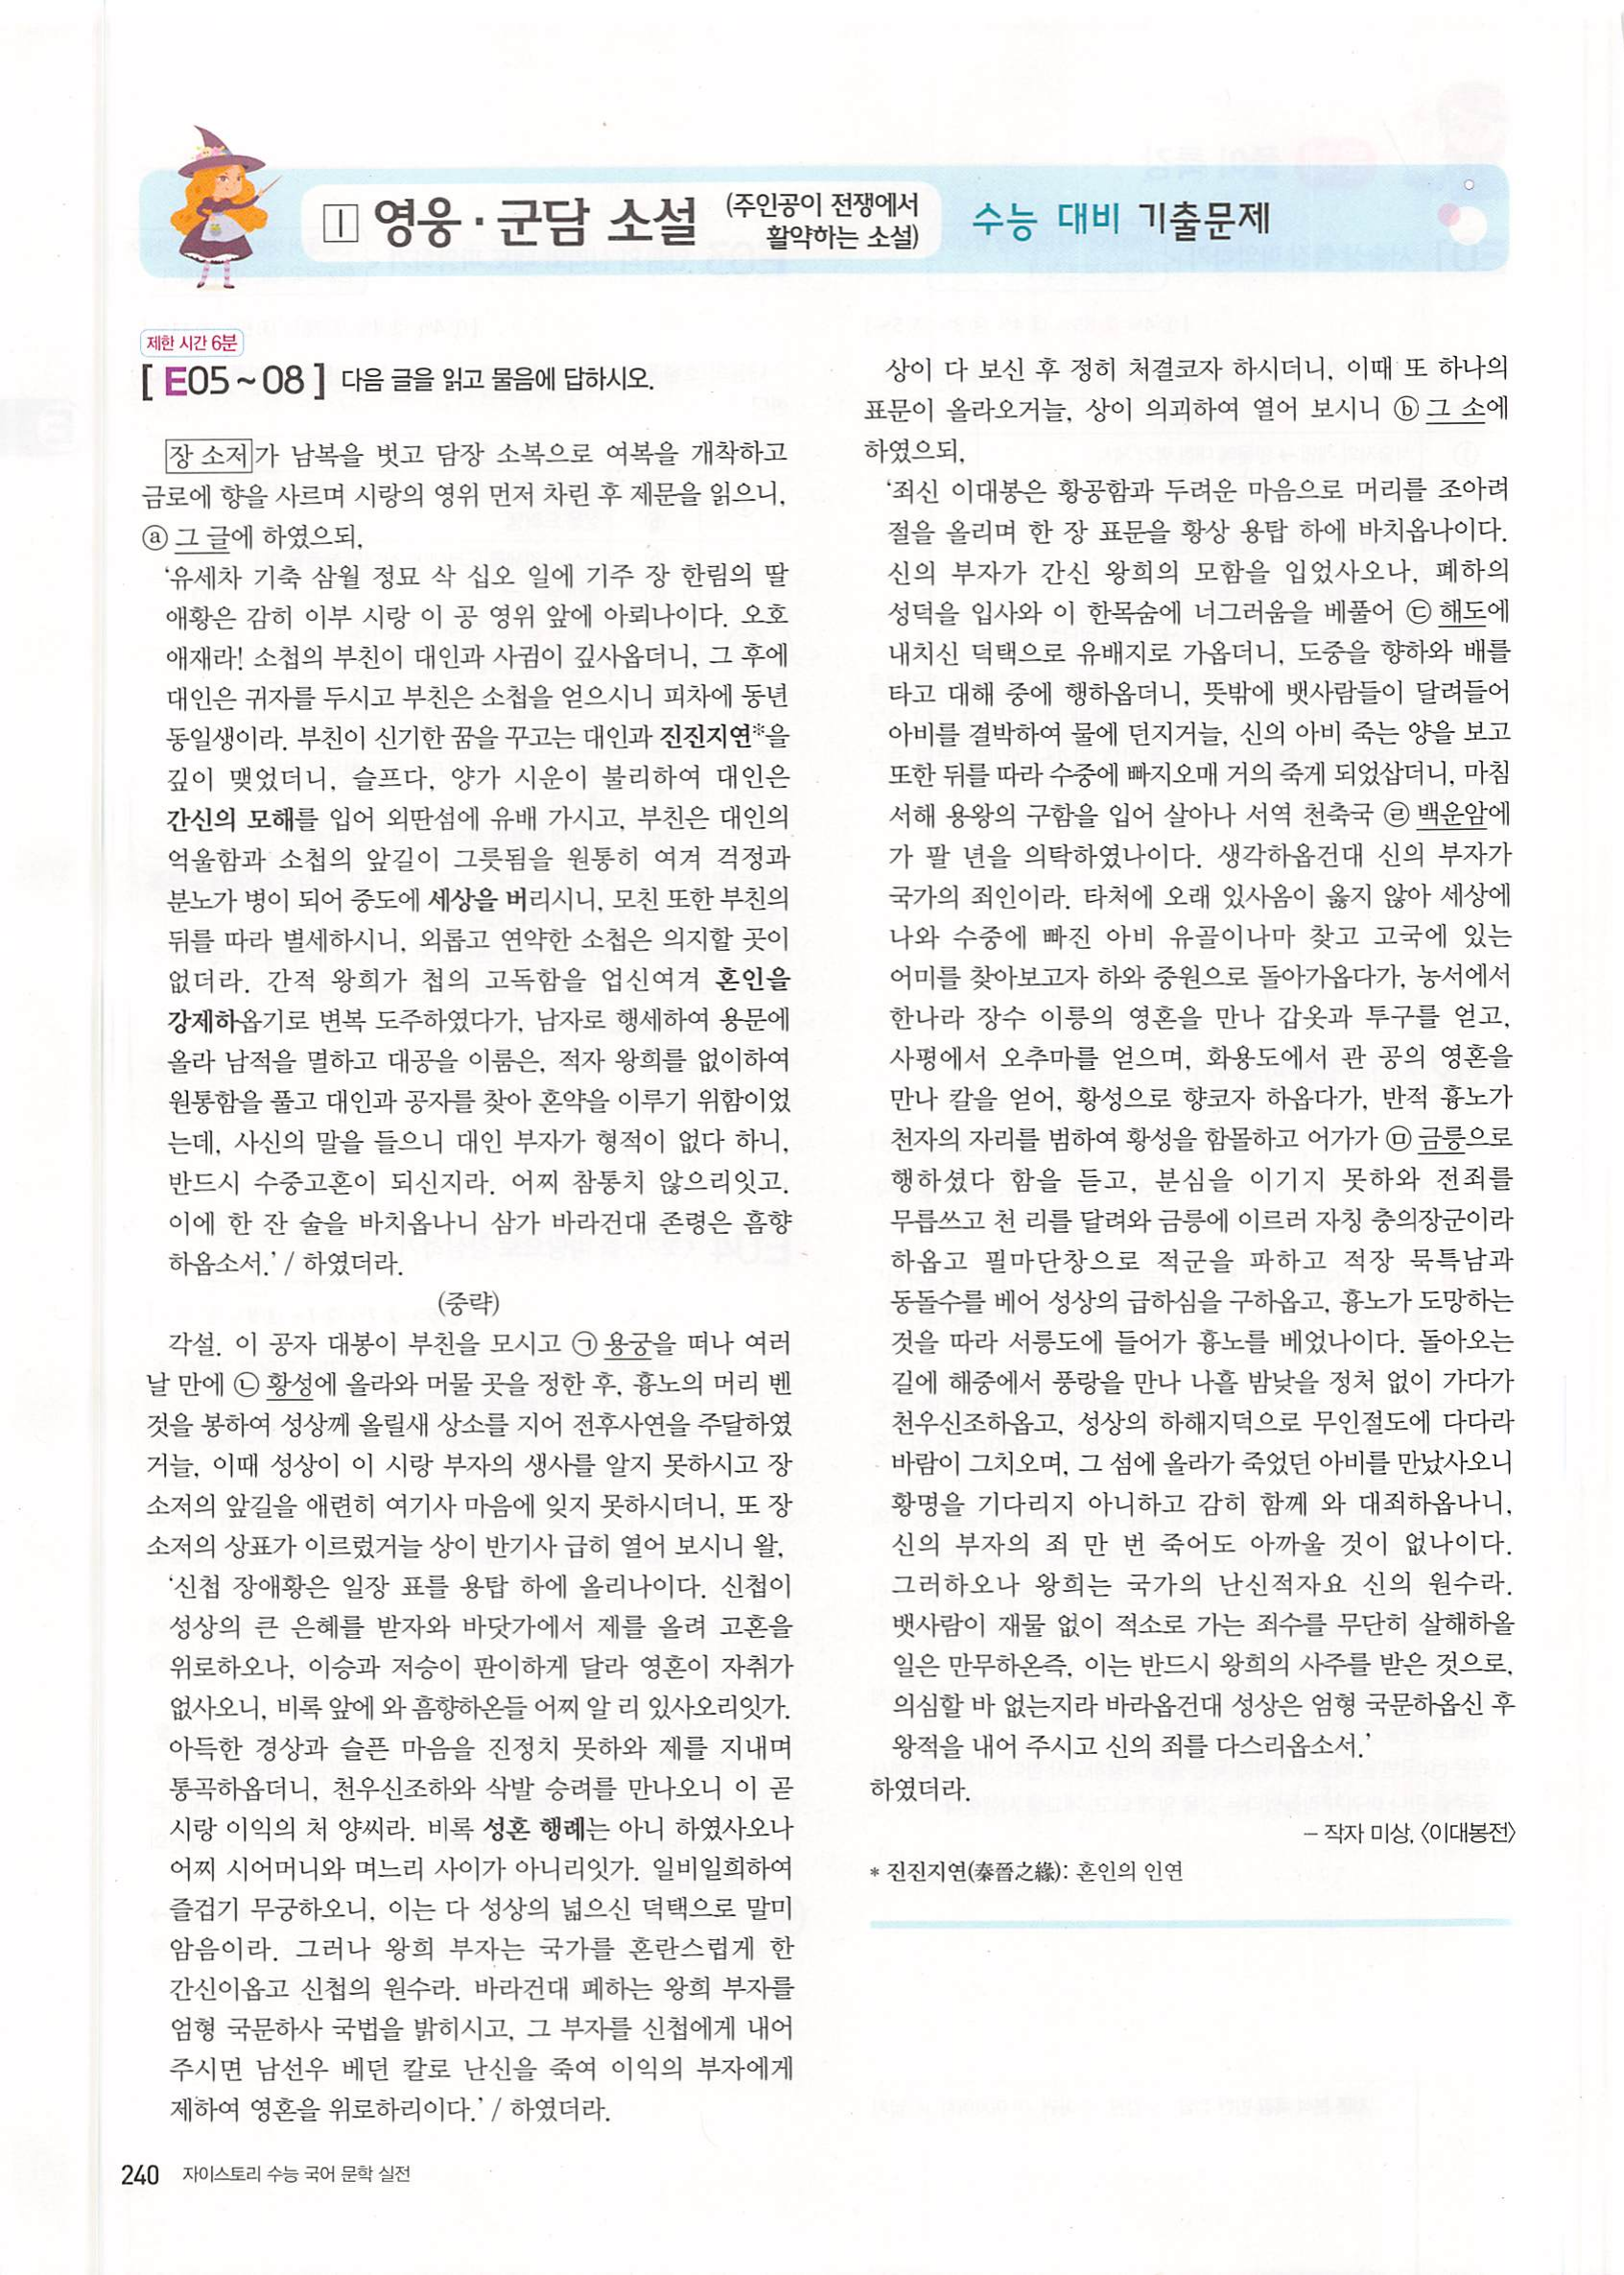 I 영웅·군담 소설 (주인공이 전쟁에서 활약하는 소설) 수능 대비 기출문제
제한 시간 6분
[ E05 ~ 08 ] 다음 글을 읽고 물음에 답하시오.
장 소저가 남복을 벗고 담장 소복으로 여복을 개착하고
금로에 향을 사르며 시랑의 영위 먼저 차린 후 제문을 읽으니,
ⓐ 그 글에 하였으되,
‘유세차 기축 삼월 정묘 삭 십오 일에 기주 장 한림의 딸
애황은 감히 이부 시랑 이 공 영위 앞에 아뢰나이다. 오호
애재라! 소첩의 부친이 대인과 사귐이 깊사옵더니, 그 후에
대인은 귀자를 두시고 부친은 소첩을 얻으시니 피차에 동년
동일생이라. 부친이 신기한 꿈을 꾸고는 대인과 진진지연*을
깊이 맺었더니, 슬프다, 양가 시운이 불리하여 대인은
간신의 모해를 입어 외딴섬에 유배 가시고, 부친은 대인의
억울함과 소첩의 앞길이 그릇됨을 원통히 여겨 걱정과
분노가 병이 되어 중도에 세상을 버리시니, 모친 또한 부친의
뒤를 따라 별세하시니, 외롭고 연약한 소첩은 의지할 곳이
없더라. 간적 왕희가 첩의 고독함을 업신여겨 혼인을
강제하옵기로 변복 도주하였다가, 남자로 행세하여 용문에
올라 남적을 멸하고 대공을 이룸은, 적자 왕희를 없이하여
원통함을 풀고 대인과 공자를 찾아 혼약을 이루기 위함이었
는데, 사신의 말을 들으니 대인 부자가 형적이 없다 하니,
반드시 수중고혼이 되신지라. 어찌 참통치 않으리잇고.
이에 한 잔 술을 바치옵나니 삼가 바라건대 존령은 흠향
하옵소서.’ / 하였더라.
(중략)
각설. 이 공자 대봉이 부친을 모시고 ㉠ 용궁을 떠나 여러
날 만에 ㉡ 황성에 올라와 머물 곳을 정한 후, 흉노의 머리 벤
것을 봉하여 성상께 올릴새 상소를 지어 전후사연을 주달하였
거늘, 이때 성상이 이 시랑 부자의 생사를 알지 못하시고 장
소저의 앞길을 애련히 여기사 마음에 잊지 못하시더니, 또 장
소저의 상표가 이르렀거늘 상이 반기사 급히 열어 보시니 왈,
‘신첩 장애황은 일장 표를 용탑 하에 올리나이다. 신첩이
성상의 큰 은혜를 받자와 바닷가에서 제를 올려 고혼을
위로하오나, 이승과 저승이 판이하게 달라 영혼이 자취가
없사오니, 비록 앞에 와 흠향하온들 어찌 알 리 있사오리잇가.
아득한 경상과 슬픈 마음을 진정치 못하와 제를 지내며
통곡하옵더니, 천우신조하와 삭발 승려를 만나오니 이 곧
시랑 이익의 처 양씨라. 비록 성혼 행례는 아니 하였사오나
어찌 시어머니와 며느리 사이가 아니리잇가. 일비일희하여
즐겁기 무궁하오니, 이는 다 성상의 넓으신 덕택으로 말미
암음이라. 그러나 왕희 부자는 국가를 혼란스럽게 한
간신이옵고 신첩의 원수라. 바라건대 폐하는 왕희 부자를
엄형 국문하사 국법을 밝히시고, 그 부자를 신첩에게 내어
주시면 남선우 베던 칼로 난신을 죽여 이익의 부자에게
제하여 영혼을 위로하리이다.’ / 하였더라.
상이 다 보신 후 정히 처결코자 하시더니, 이때 또 하나의
표문이 올라오거늘, 상이 의괴하여 열어 보시니 ⓑ 그 소에
하였으되,
‘죄신 이대봉은 황공함과 두려운 마음으로 머리를 조아려
절을 올리며 한 장 표문을 황상 용탑 하에 바치옵나이다.
신의 부자가 간신 왕희의 모함을 입었사오나, 폐하의
성덕을 입사와 이 한목숨에 너그러움을 베풀어 ㉢ 해도에
내치신 덕택으로 유배지로 가옵더니, 도중을 향하와 배를
타고 대해 중에 행하옵더니, 뜻밖에 뱃사람들이 달려들어
아비를 결박하여 물에 던지거늘, 신의 아비 죽는 양을 보고
또한 뒤를 따라 수중에 빠지오매 거의 죽게 되었삽더니, 마침
서해 용왕의 구함을 입어 살아나 서역 천축국 ㉣ 백운암에
가 팔 년을 의탁하였나이다. 생각하옵건대 신의 부자가
국가의 죄인이라. 타처에 오래 있사옴이 옳지 않아 세상에
나와 수중에 빠진 아비 유골이나마 찾고 고국에 있는
어미를 찾아보고자 하와 중원으로 돌아가옵다가, 농서에서
한나라 장수 이릉의 영혼을 만나 갑옷과 투구를 얻고,
사평에서 오추마를 얻으며, 화용도에서 관 공의 영혼을
만나 칼을 얻어, 황성으로 향코자 하옵다가, 반적 흉노가
천자의 자리를 범하여 황성을 함몰하고 어가가 ㉤ 금릉으로
행하셨다 함을 듣고, 분심을 이기지 못하와 전죄를
무릅쓰고 천 리를 달려와 금릉에 이르러 자칭 충의장군이라
하옵고 필마단창으로 적군을 파하고 적장 묵특남과
동돌수를 베어 성상의 급하심을 구하옵고, 흉노가 도망하는
것을 따라 서릉도에 들어가 흉노를 베었나이다. 돌아오는
길에 해중에서 풍랑을 만나 나흘 밤낮을 정처 없이 가다가
천우신조하옵고, 성상의 하해지덕으로 무인절도에 다다라
바람이 그치오며, 그 섬에 올라가 죽었던 아비를 만났사오니
황명을 기다리지 아니하고 감히 함께 와 대죄하옵나니,
신의 부자의 죄 만 번 죽어도 아까울 것이 없나이다.
그러하오나 왕희는 국가의 난신적자요 신의 원수라.
뱃사람이 재물 없이 적소로 가는 죄수를 무단히 살해하올
일은 만무하온즉, 이는 반드시 왕희의 사주를 받은 것으로,
의심할 바 없는지라 바라옵건대 성상은 엄형 국문하옵신 후
왕적을 내어 주시고 신의 죄를 다스리옵소서.’
하였더라.
– 작자 미상, 〈이대봉전〉
* 진진지연(秦晉之緣): 혼인의 인연
240 자이스토리 수능 국어 문학 실전